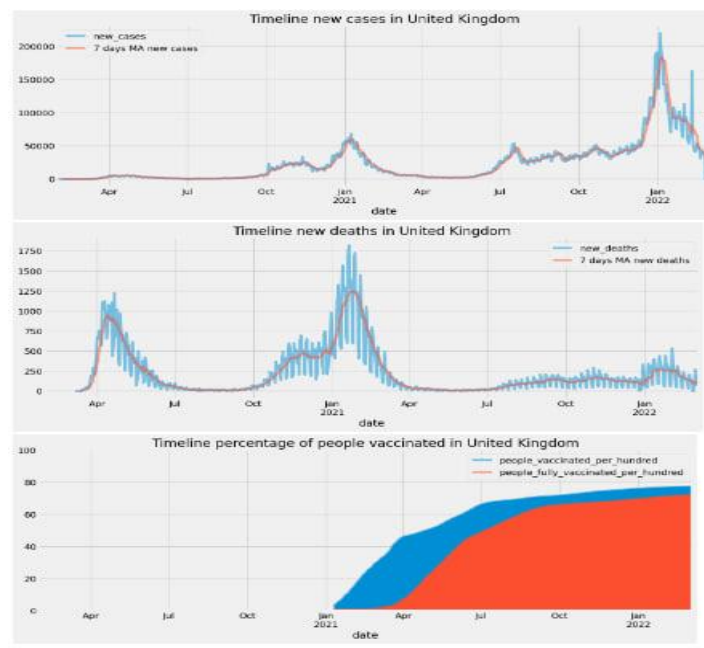 Timeline new cases in United Kingdom
new_cases
7 days MA new cases
200000
150000
100000
50000
0
Apr Jul Oct Jan Apr Jul Oct Jan
2021 2022
date
Timeline new deaths in United Kingdom
new_deaths
7 days MA new deaths
1750
1500
1250
1000
750
500
250
0
Apr Jul Oct Jan Apr Jul Oct Jan
2021 2022
date
Timeline percentage of people vaccinated in United Kingdom
people_vaccinated_per_hundred
people_fully_vaccinated_per_hundred
100
80
60
40
20
0
Apr Jul Oct Jan Apr Jul Oct Jan
2021 2022
date